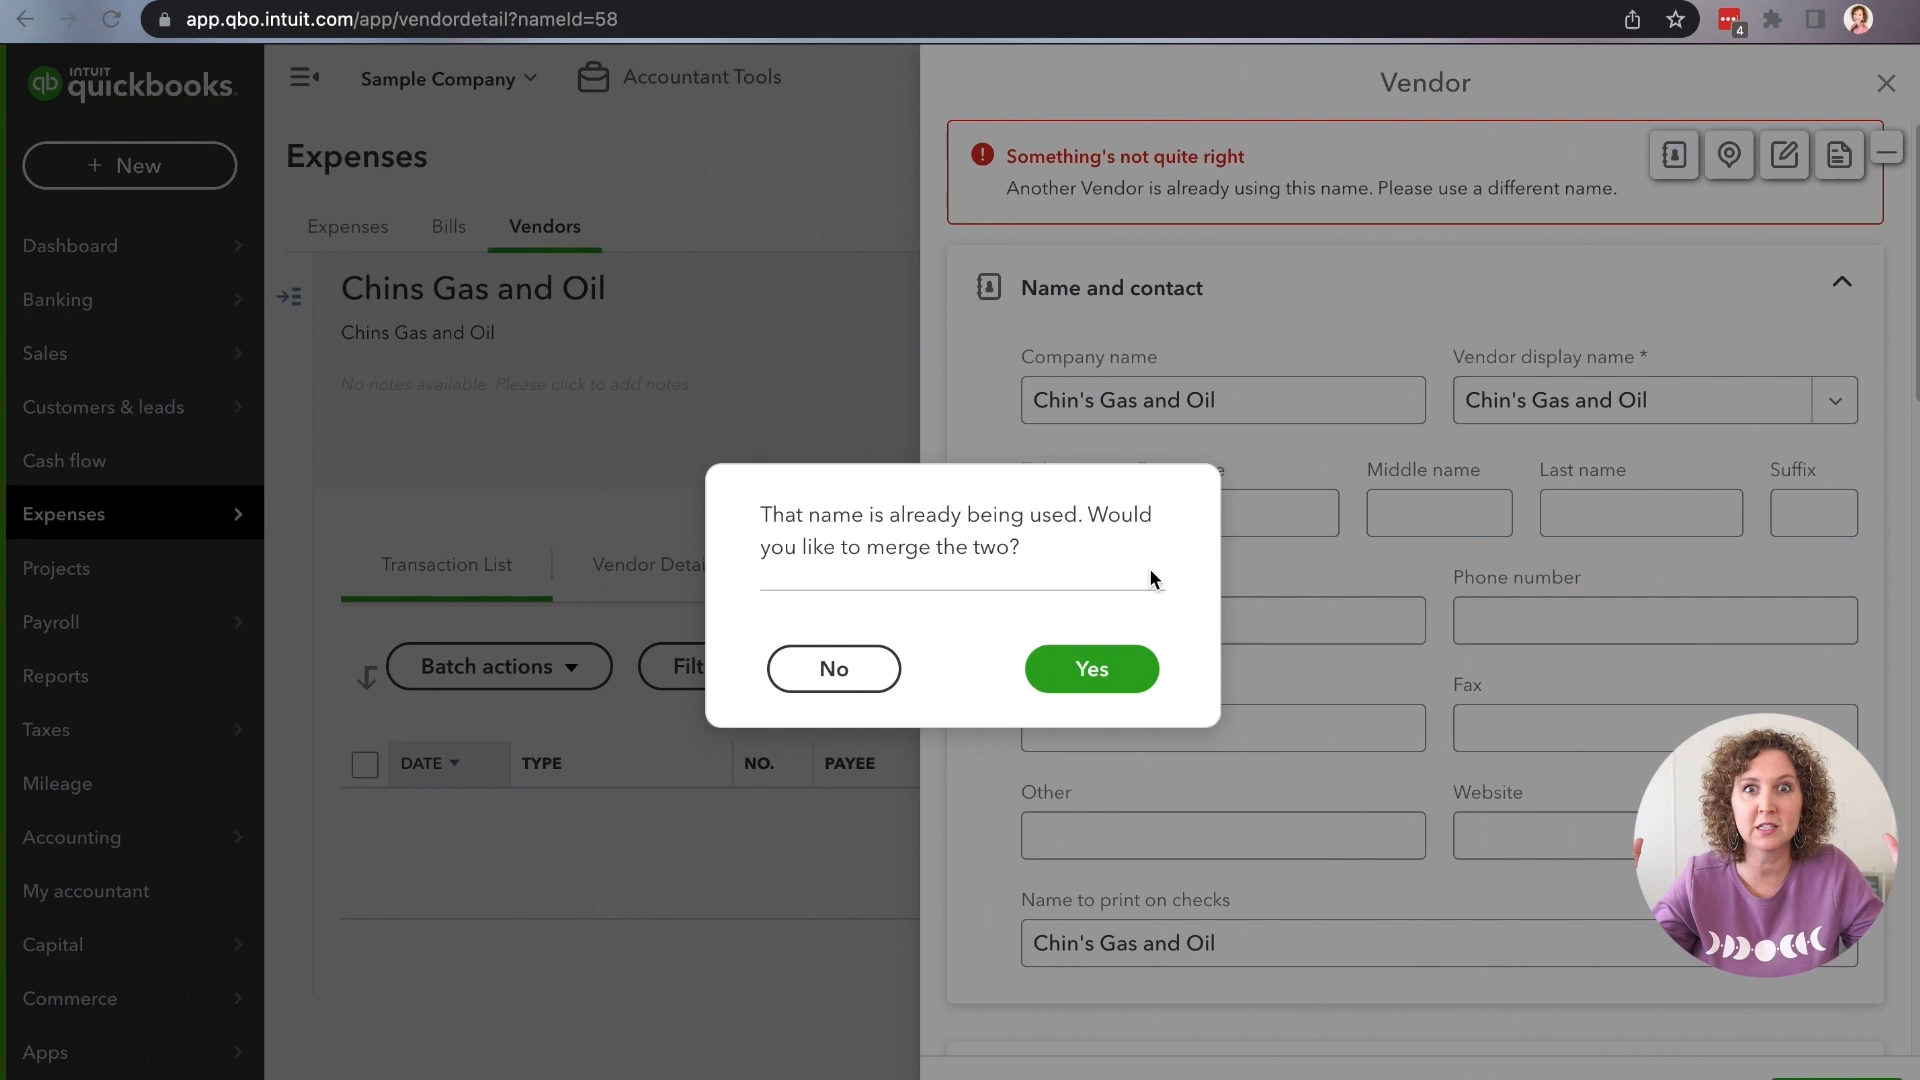 app.qbo.intuit.com/app/vendordetail?nameId=58
4
qb INTUIT quickbooks.
+ New
Dashboard
Banking
Sales
Customers & leads
Cash flow
Expenses
Projects
Payroll
Reports
Taxes
Mileage
Accounting
My accountant
Capital
Commerce
Apps
Sample Company
Accountant Tools
Expenses
Expenses Bills Vendors
Chins Gas and Oil
Chins Gas and Oil
No notes available. Please click to add notes.
Transaction List
Vendor Detai
Batch actions
Filt
DATE TYPE NO. PAYEE
Vendor
Something's not quite right
Another Vendor is already using this name. Please use a different name.
Name and contact
Company name Vendor display name *
Chin's Gas and Oil Chin's Gas and Oil
Middle name Last name Suffix
That name is already being used. Would
you like to merge the two?
No Yes
Phone number
Fax
Other Website
Name to print on checks
Chin's Gas and Oil